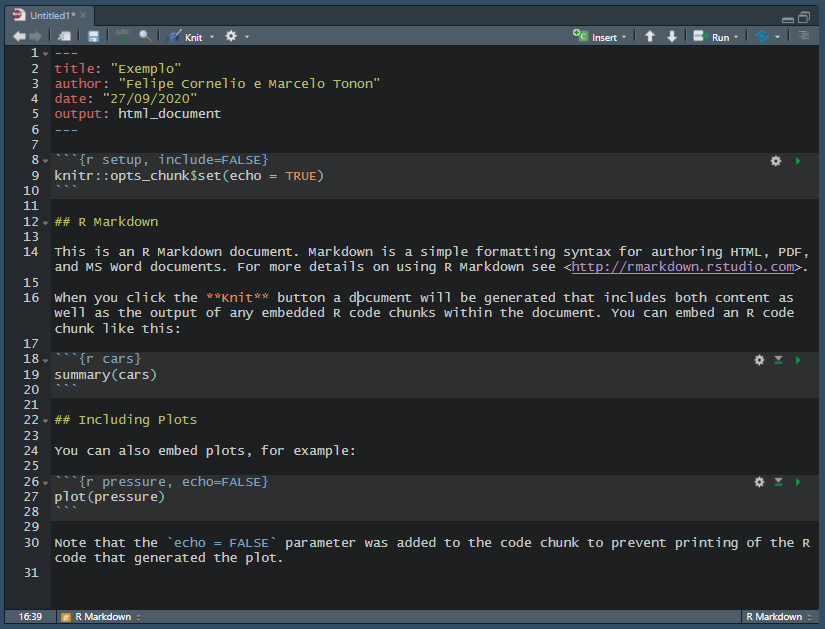 Untitled1*
ABC
Knit
Insert
Run
1 ---
2 title: "Exemplo"
3 author: "Felipe Cornelio e Marcelo Tonon"
4 date: "27/09/2020"
5 output: html_document
6 ---
7
8 ```{r setup, include=FALSE}
9 knitr::opts_chunk$set(echo = TRUE)
10 ```
11
12 ## R Markdown
13
14 This is an R Markdown document. Markdown is a simple formatting syntax for authoring HTML, PDF,
and MS Word documents. For more details on using R Markdown see <http://rmarkdown.rstudio.com>.
15
16 When you click the **Knit** button a document will be generated that includes both content as
well as the output of any embedded R code chunks within the document. You can embed an R code
chunk like this:
17
18 ```{r cars}
19 summary(cars)
20 ```
21
22 ## Including Plots
23
24 You can also embed plots, for example:
25
26 ```{r pressure, echo=FALSE}
27 plot(pressure)
28 ```
29
30 Note that the `echo = FALSE` parameter was added to the code chunk to prevent printing of the R
code that generated the plot.
31
16:39 # R Markdown R Markdown